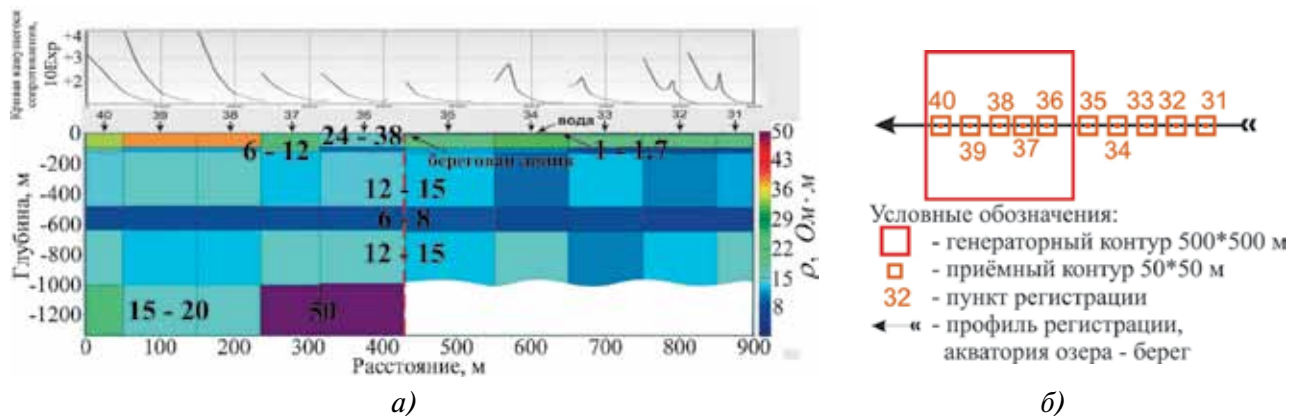 Кривая кажущегося
сопротивления,
10Exp
+4
+3
+2
40 39 38 37 36 35 34 33 32 31
вода
0
-200
-400
-600
-800
-1000
-1200
Глубина, м
6 - 12
24 - 38
береговая линия
1 - 1,7
12 - 15
6 - 8
12 - 15
15 - 20
50
50
43
36
29
22
15
8
ρ, Ом· м
0 100 200 300 400 500 600 700 800 900
Расстояние, м
а)
40 38 36 35 33 32 31
39 37 34
Условные обозначения:
- генераторный контур 500*500 м
- приёмный контур 50*50 м
32 - пункт регистрации
- профиль регистрации,
акватория озера - берег
б)